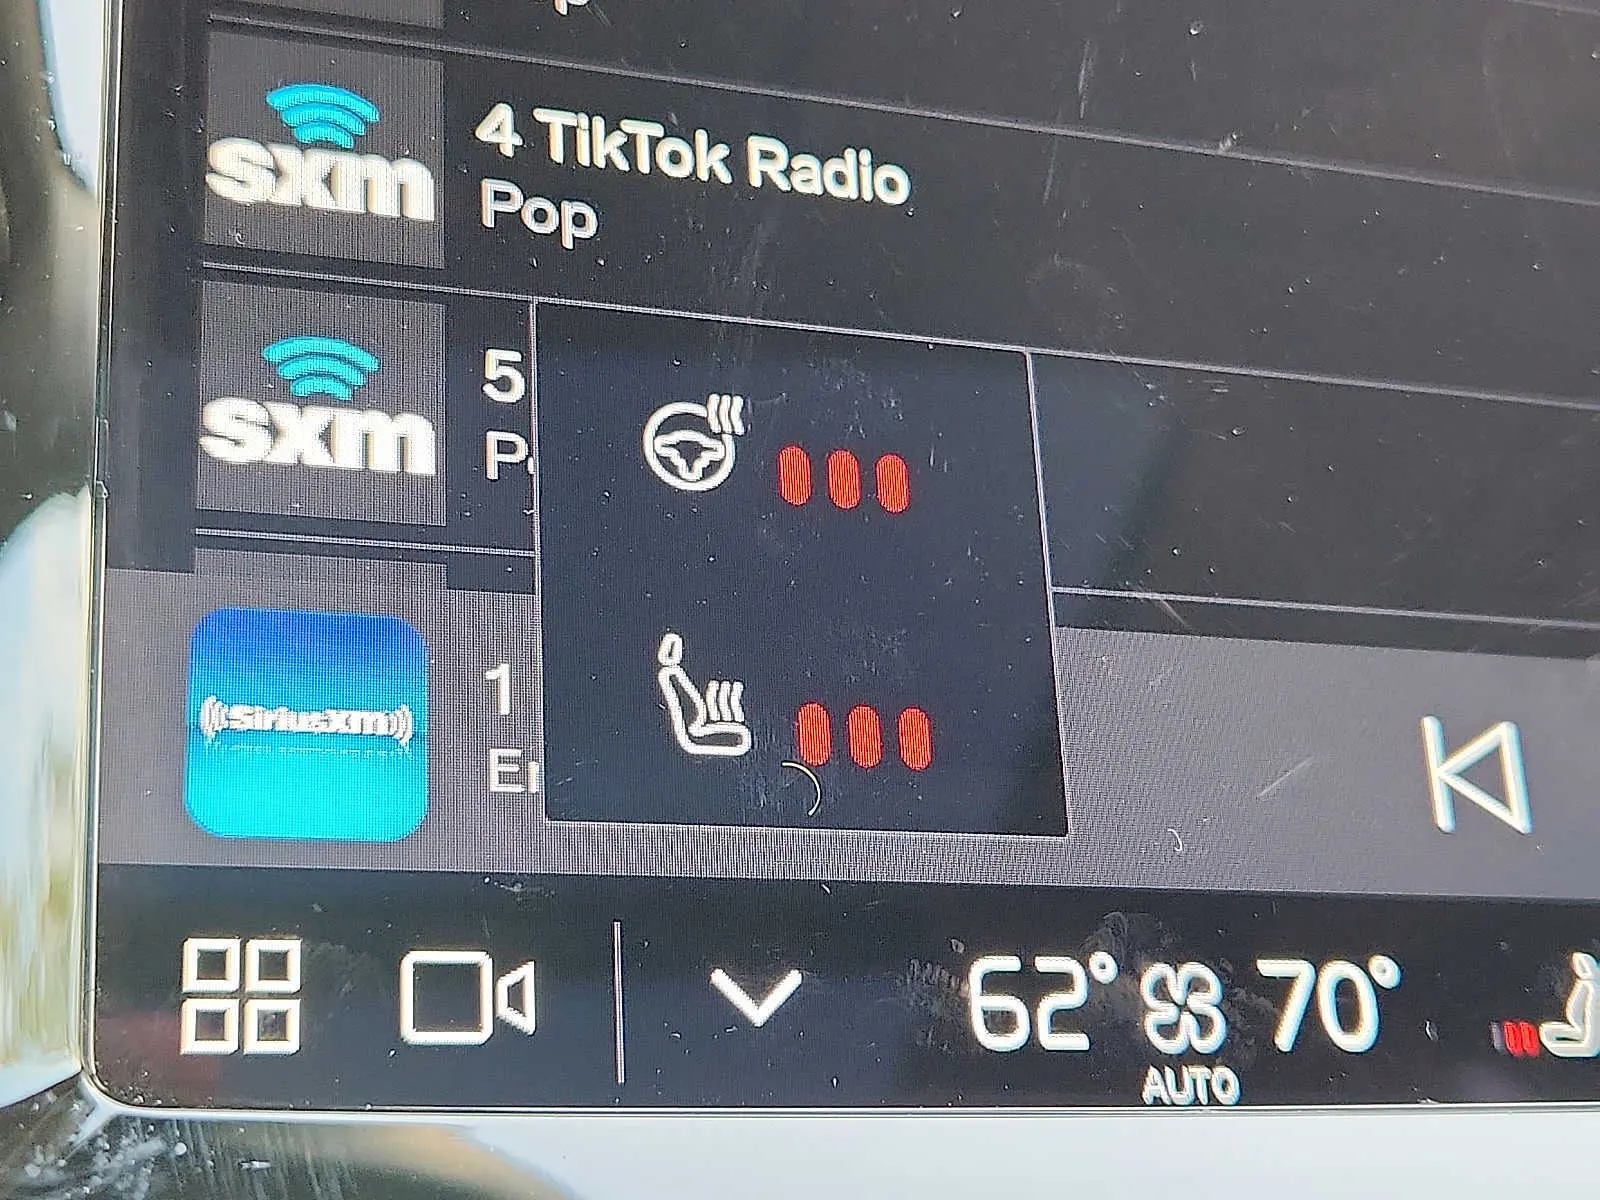 sxm
4 TikTok Radio
Pop
sxm
5
SiriusXM
1
62° 70°
AUTO